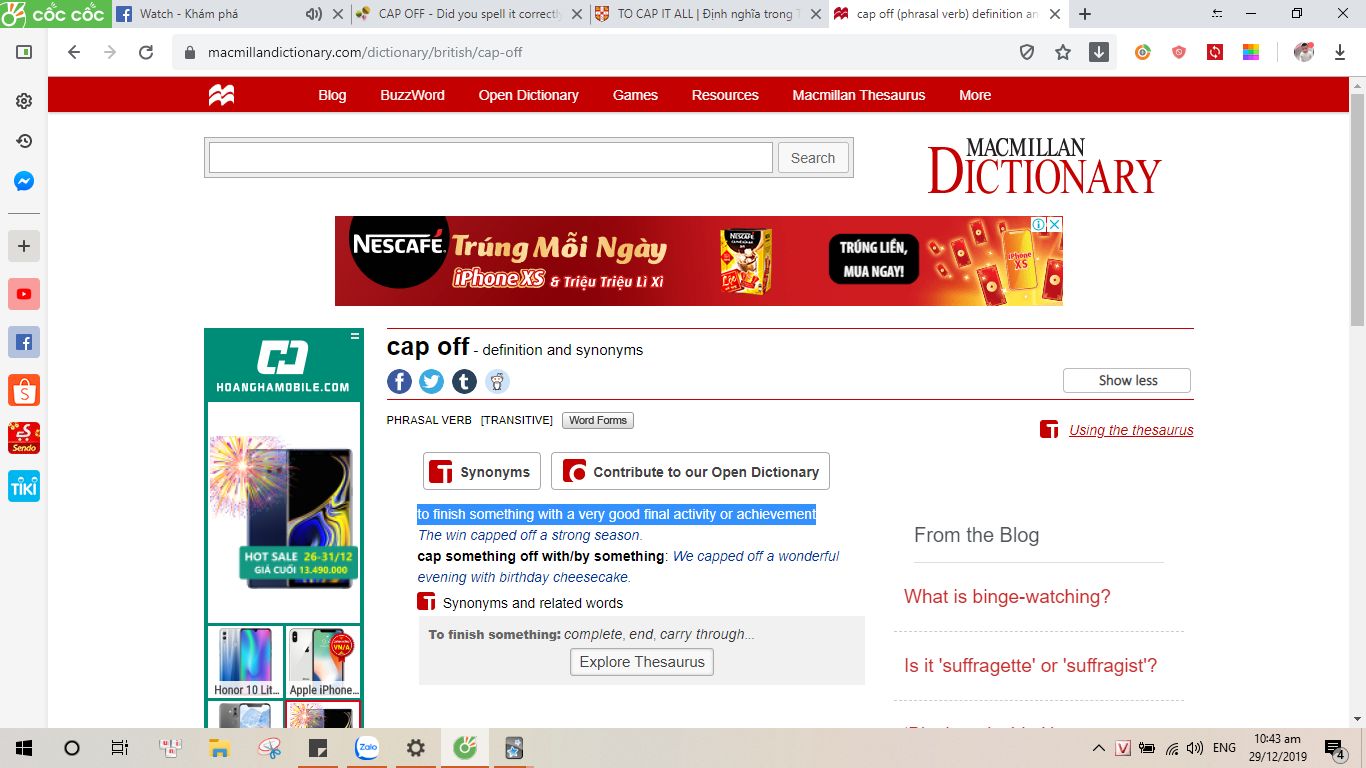 cốc cốc
Watch - Khám phá
CAP OFF - Did you spell it correctly
TO CAP IT ALL | Định nghĩa trong T
cap off (phrasal verb) definition an
macmillandictionary.com/dictionary/british/cap-off
Blog BuzzWord Open Dictionary Games Resources Macmillan Thesaurus More
Search
MACMILLAN
DICTIONARY
NESCAFÉ
Trúng Mỗi Ngày
iPhone XS & Triệu Triệu Lì Xì
NESCAFÉ
TRÚNG LIỀN,
MUA NGAY!
iPhone
XS
HOANGHAMOBILE.COM
HOT SALE 26-31/12
GIÁ CUỐI 13.490.000
VN/A
Honor 10 Lit...
Apple iPhone...
cap off - definition and synonyms
Show less
PHRASAL VERB [TRANSITIVE] Word Forms
Using the thesaurus
Synonyms
Contribute to our Open Dictionary
to finish something with a very good final activity or achievement
The win capped off a strong season.
cap something off with/by something: We capped off a wonderful
evening with birthday cheesecake.
Synonyms and related words
To finish something: complete, end, carry through...
Explore Thesaurus
From the Blog
What is binge-watching?
Is it 'suffragette' or 'suffragist'?
Sendo
TIKI
Zalo
ENG
10:43 am
29/12/2019
4